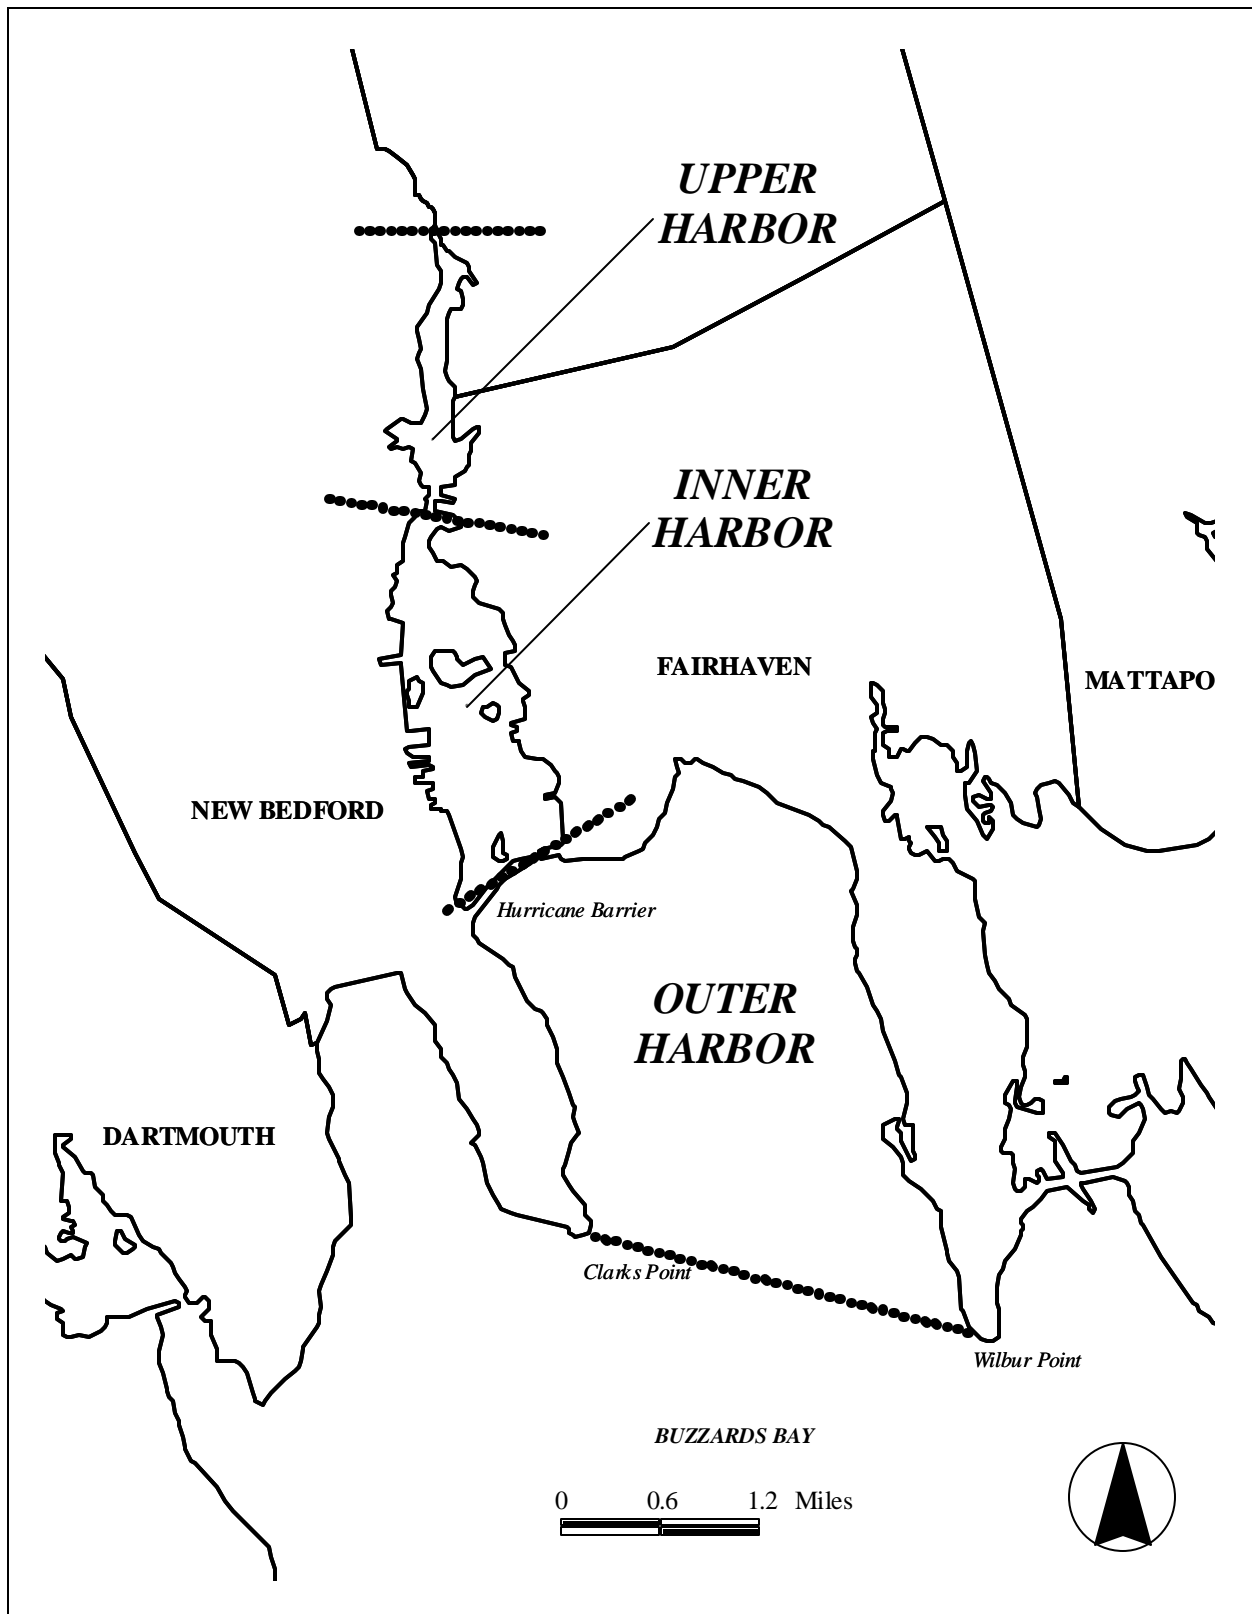 UPPER
HARBOR
INNER
HARBOR
FAIRHAVEN
MATTAPO
NEW BEDFORD
Hurricane Barrier
OUTER
HARBOR
DARTMOUTH
Clarks Point
Wilbur Point
BUZZARDS BAY
0 0.6 1.2 Miles